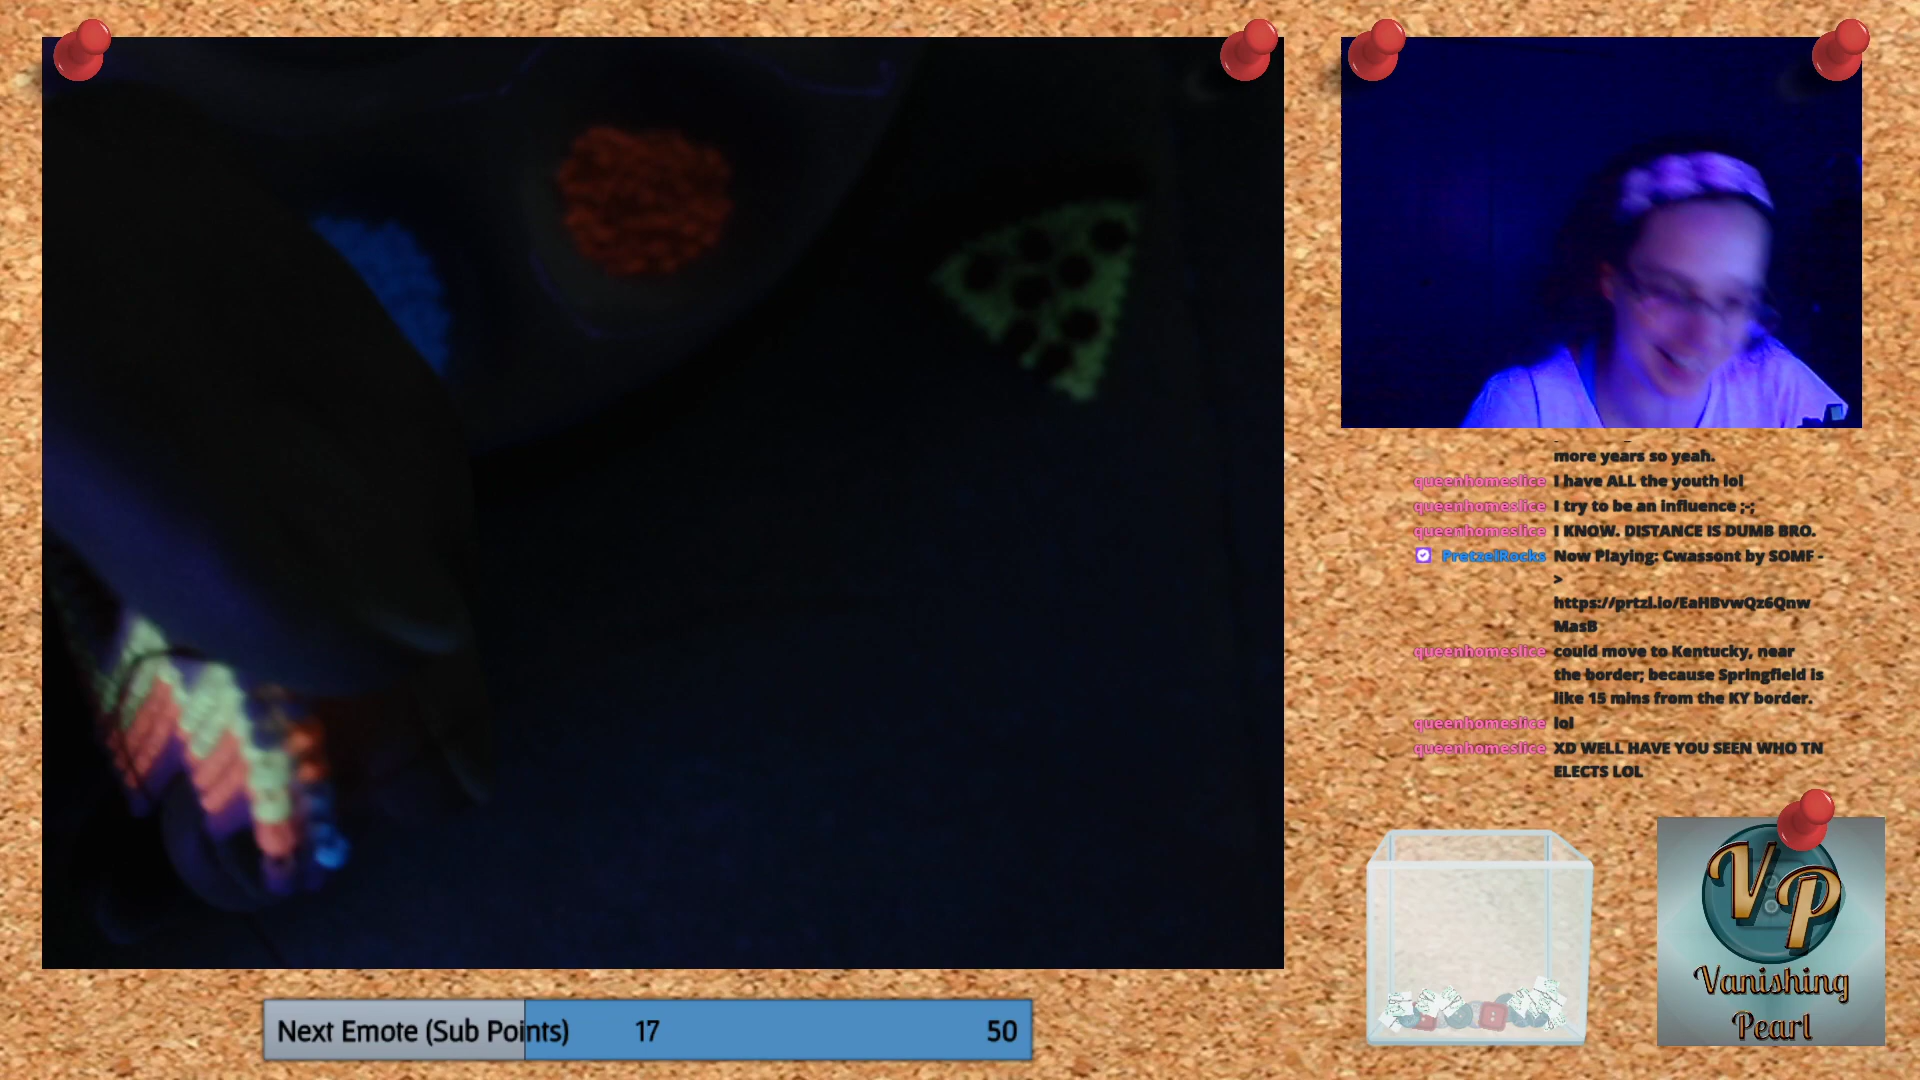 more years so yeah.
queenhomeslice I have ALL the youth lol
queenhomeslice I try to be an influence ;-;
queenhomeslice I KNOW. DISTANCE IS DUMB BRO.
PretzelRocks Now Playing: Cwassont by SOMF -
>
https://prtzl.io/EaHBvwQz6Qnw
MasB
queenhomeslice could move to Kentucky, near
the border; because Springfield is
like 15 mins from the KY border.
queenhomeslice lol
queenhomeslice XD WELL HAVE YOU SEEN WHO TN
ELECTS LOL
VP
Vanishing
Pearl
Next Emote (Sub Points) 17 50